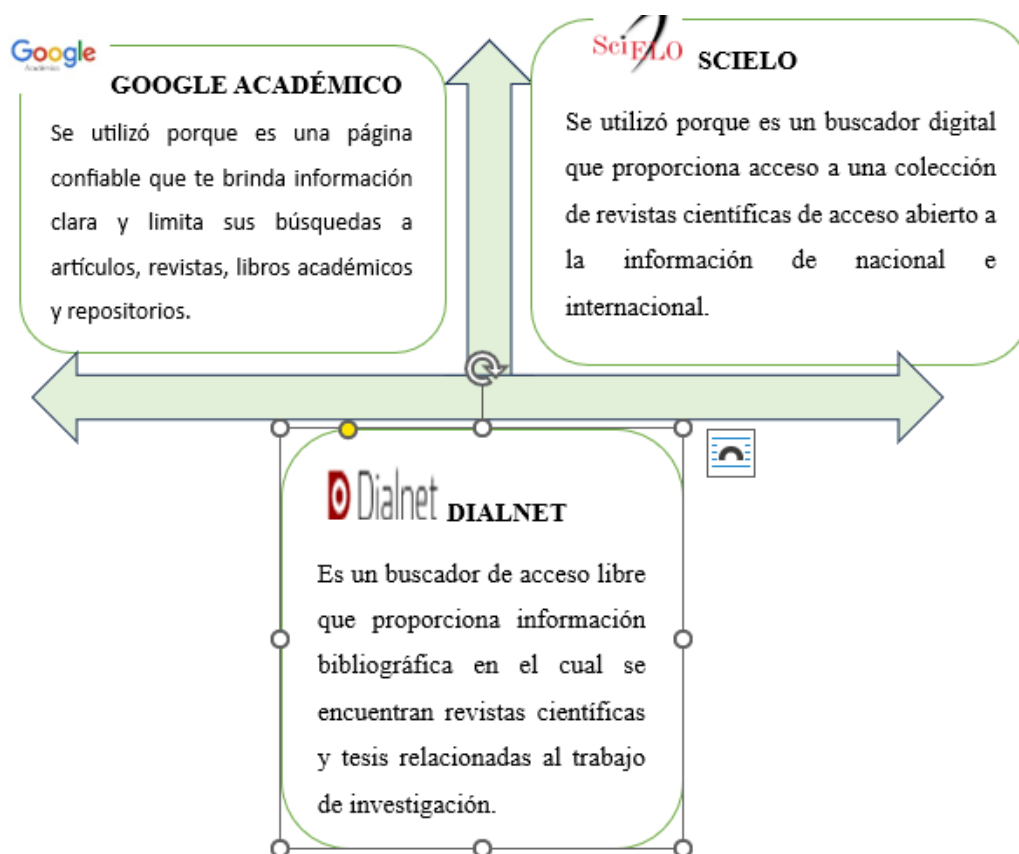 Google
Académico
GOOGLE ACADÉMICO
Se utilizó porque es una página
confiable que te brinda información
clara y limita sus búsquedas a
artículos, revistas, libros académicos
y repositorios.
SciELO SCIELO
Se utilizó porque es un buscador digital
que proporciona acceso a una colección
de revistas científicas de acceso abierto a
la información de nacional e
internacional.
Dialnet DIALNET
Es un buscador de acceso libre
que proporciona información
bibliográfica en el cual se
encuentran revistas científicas
y tesis relacionadas al trabajo
de investigación.